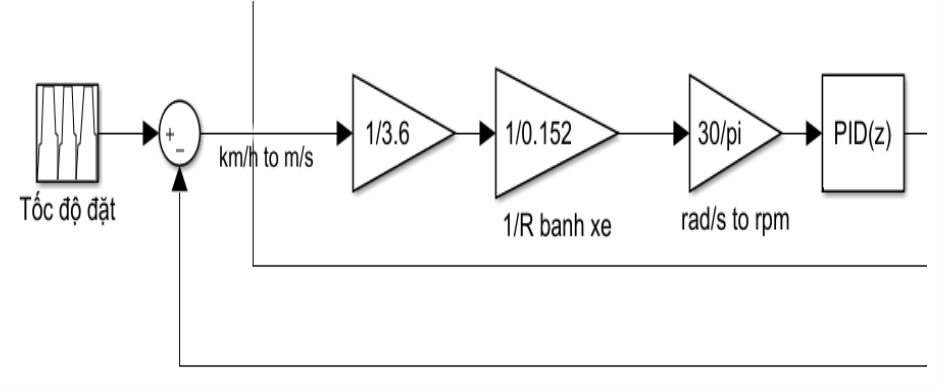 +
−
1/3.6
1/0.152
30/pi
PID(z)
km/h to m/s
Tốc độ đặt
1/R banh xe
rad/s to rpm